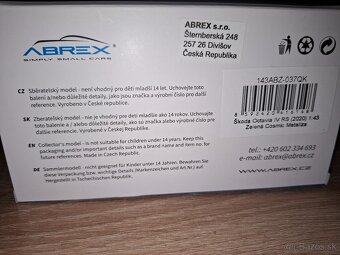 ABREX
SIMPLY SMALL CARS
ABREX s.r.o.
Šternberská 248
257 26 Divišov
Česká Republika
143ABZ-037QK
Škoda Octavia IV RS (2020) 1:43
Zelená Cosmic Metalíza
CZ Sběratelský model - není vhodný pro děti mladší 14 let. Uchovejte toto
balení a/nebo důležité detaily, jako jsou značka a výrobní číslo pro další
reference. Vyrobeno v České republice.
SK Zberateľský model - nie je vhodný pre deti mladšie ako 14 rokov. Uchovajte
toto balenie a/alebo dôležité detaily, ako značka a výrobné číslo pre ďalšie
reference. Vyrobené v Českej republike.
EN Collector's model - is not suitable for children under 14 years. Keep this
packaging and/or important details such as a brand name and item no. for next
reference. Made in Czech Republic.
DE Sammlermodell - nicht geeignet für Kinder unter 14 Jahren. Bewahren Sie
diese Verpackung bzw. wichtige Details (Markenzeichen und Art Nr.) auf.
Hergestellt in Tschechischen Republik.
tel.: +420 602 334 693
e-mail: abrex@abrex.cz
WWW.ABREX.CZ
bazos.sk